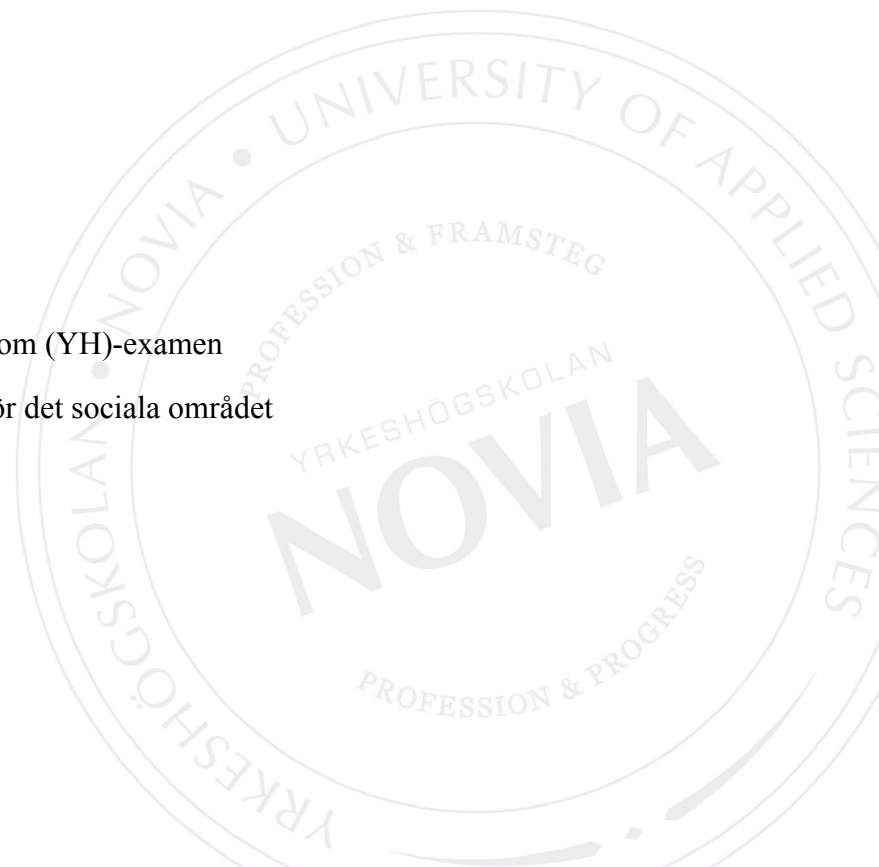 om (YH)-examen
ör det sociala området
YRKESHÖGSKOLAN • NOVIA • UNIVERSITY OF APPLIED SCIENCES
PROFESSION & FRAMSTEG
YRKESHÖGSKOLAN
NOVIA
PROFESSION & PROGRESS